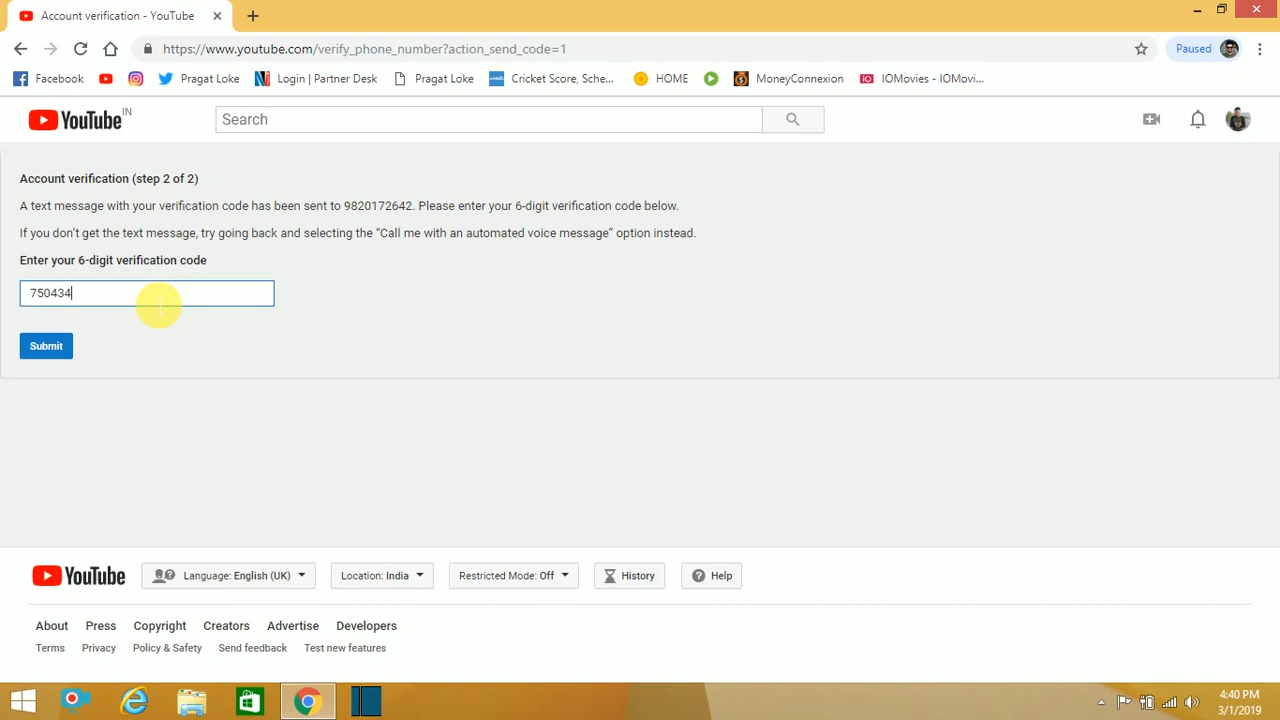 Account verification - YouTube
https://www.youtube.com/verify_phone_number?action_send_code=1
Paused
Facebook
Pragat Loke
Login | Partner Desk
Pragat Loke
Cricket Score, Sche...
HOME
MoneyConnexion
IOMovies - IOMovi...
YouTube IN
Search
Account verification (step 2 of 2)
A text message with your verification code has been sent to 9820172642. Please enter your 6-digit verification code below.
If you don’t get the text message, try going back and selecting the “Call me with an automated voice message” option instead.
Enter your 6-digit verification code
750434
Submit
YouTube
Language: English (UK)
Location: India
Restricted Mode: Off
History
Help
About Press Copyright Creators Advertise Developers
Terms Privacy Policy & Safety Send feedback Test new features
4:40 PM
3/1/2019